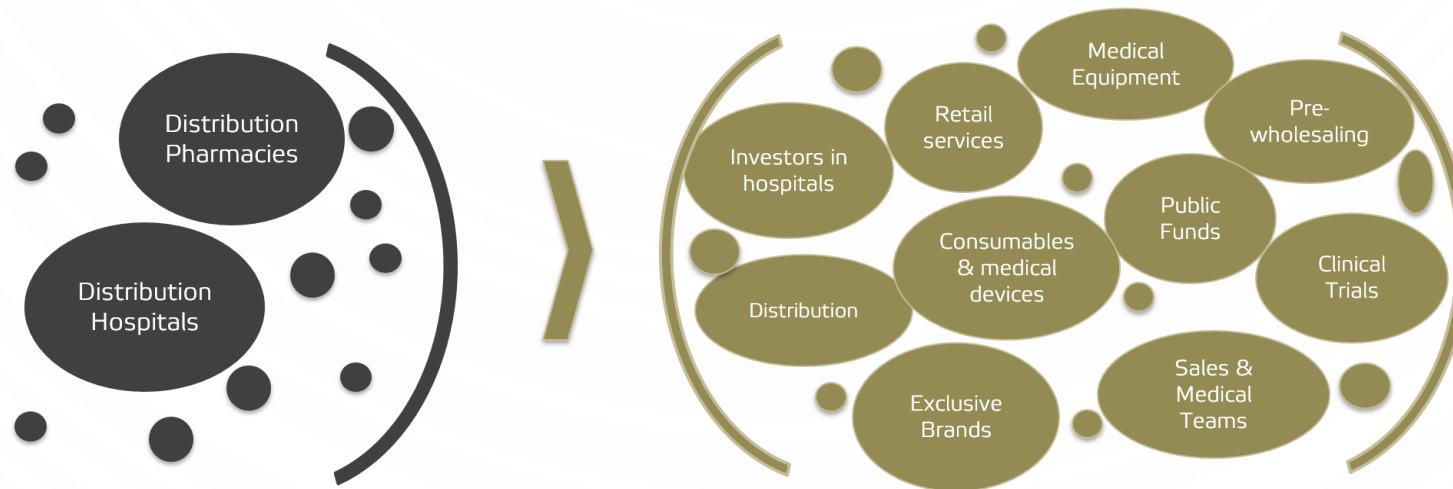 Distribution
Pharmacies
Distribution
Hospitals
Medical
Equipment
Retail
services
Pre-
wholesaling
Investors in
hospitals
Public
Funds
Consumables
& medical
devices
Clinical
Trials
Distribution
Sales &
Medical
Teams
Exclusive
Brands